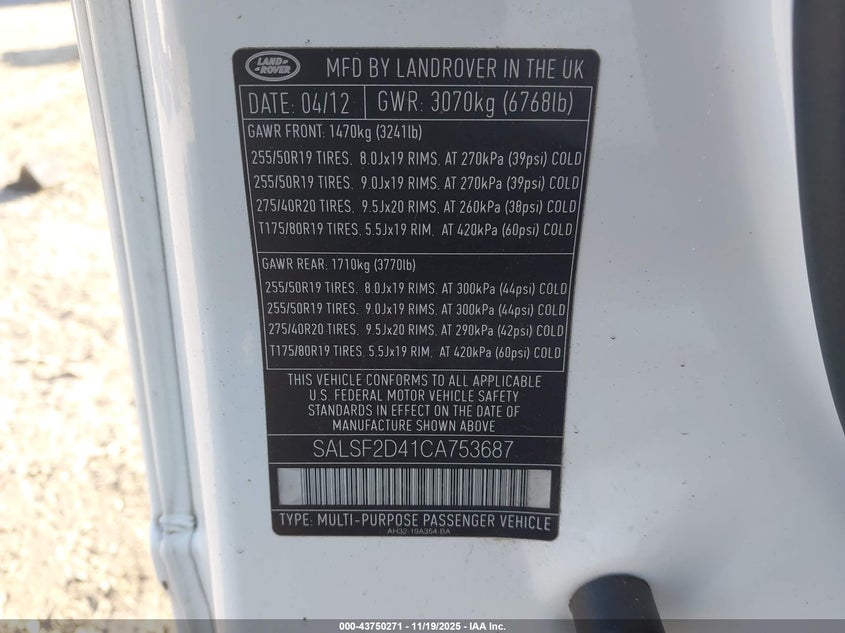 LAND ROVER
MFD BY LANDROVER IN THE UK
DATE: 04/12 GWR: 3070kg (6768lb)
GAWR FRONT: 1470kg (3241lb)
255/50R19 TIRES, 8.0Jx19 RIMS, AT 270kPa (39psi) COLD
255/50R19 TIRES, 9.0Jx19 RIMS, AT 270kPa (39psi) COLD
275/40R20 TIRES, 9.5Jx20 RIMS, AT 260kPa (38psi) COLD
T175/80R19 TIRES, 5.5Jx19 RIM, AT 420kPa (60psi) COLD
GAWR REAR: 1710kg (3770lb)
255/50R19 TIRES, 8.0Jx19 RIMS, AT 300kPa (44psi) COLD
255/50R19 TIRES, 9.0Jx19 RIMS, AT 300kPa (44psi) COLD
275/40R20 TIRES, 9.5Jx20 RIMS, AT 290kPa (42psi) COLD
T175/80R19 TIRES, 5.5Jx19 RIM, AT 420kPa (60psi) COLD
THIS VEHICLE CONFORMS TO ALL APPLICABLE
U.S. FEDERAL MOTOR VEHICLE SAFETY
STANDARDS IN EFFECT ON THE DATE OF
MANUFACTURE SHOWN ABOVE
SALSF2D41CA753687
TYPE: MULTI-PURPOSE PASSENGER VEHICLE
AH32-19A354-BA
000-43750271 - 11/19/2025 - IAA Inc.